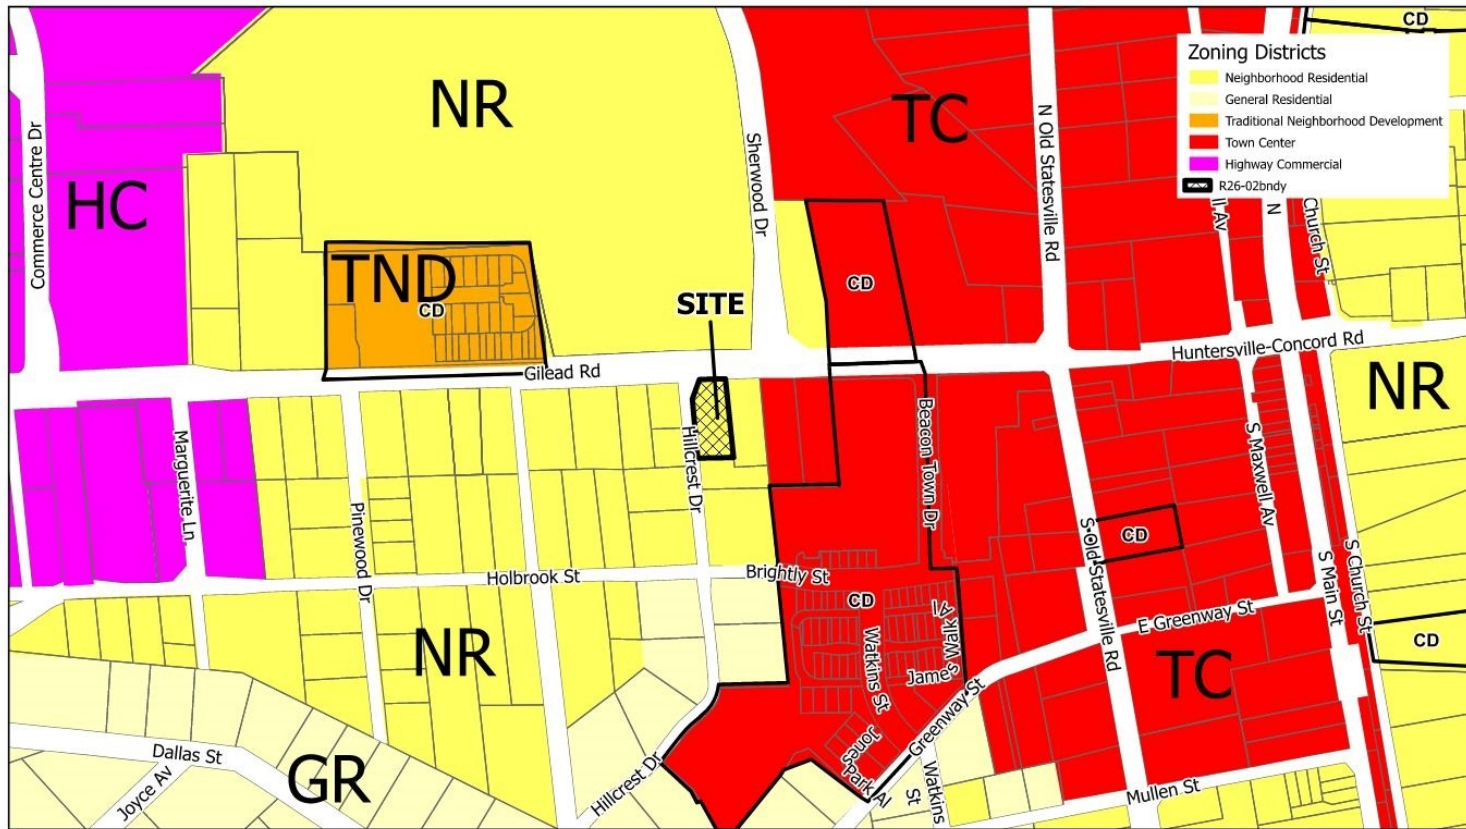 CD
Zoning Districts
Neighborhood Residential
General Residential
Traditional Neighborhood Development
Town Center
Highway Commercial
R26-02bndy
NR
TC
HC
Commerce Centre Dr
Sherwood Dr
N Old Statesville Rd
Av
N
Church St
TND
CD
CD
SITE
Gilead Rd
Huntersville-Concord Rd
NR
Marguerite Ln
Pinewood Dr
Hillcrest Dr
Beacon Town Dr
S Old Statesville Rd
CD
S Maxwell Av
S Main St
S Church St
Holbrook St
Brightly St
CD
Walk Al
James
Watkins St
E Greenway St
CD
NR
TC
Greenway St
Jones
Park Al
Watkins St
Dallas St
Joyce Av
GR
Hillcrest Dr
Mullen St